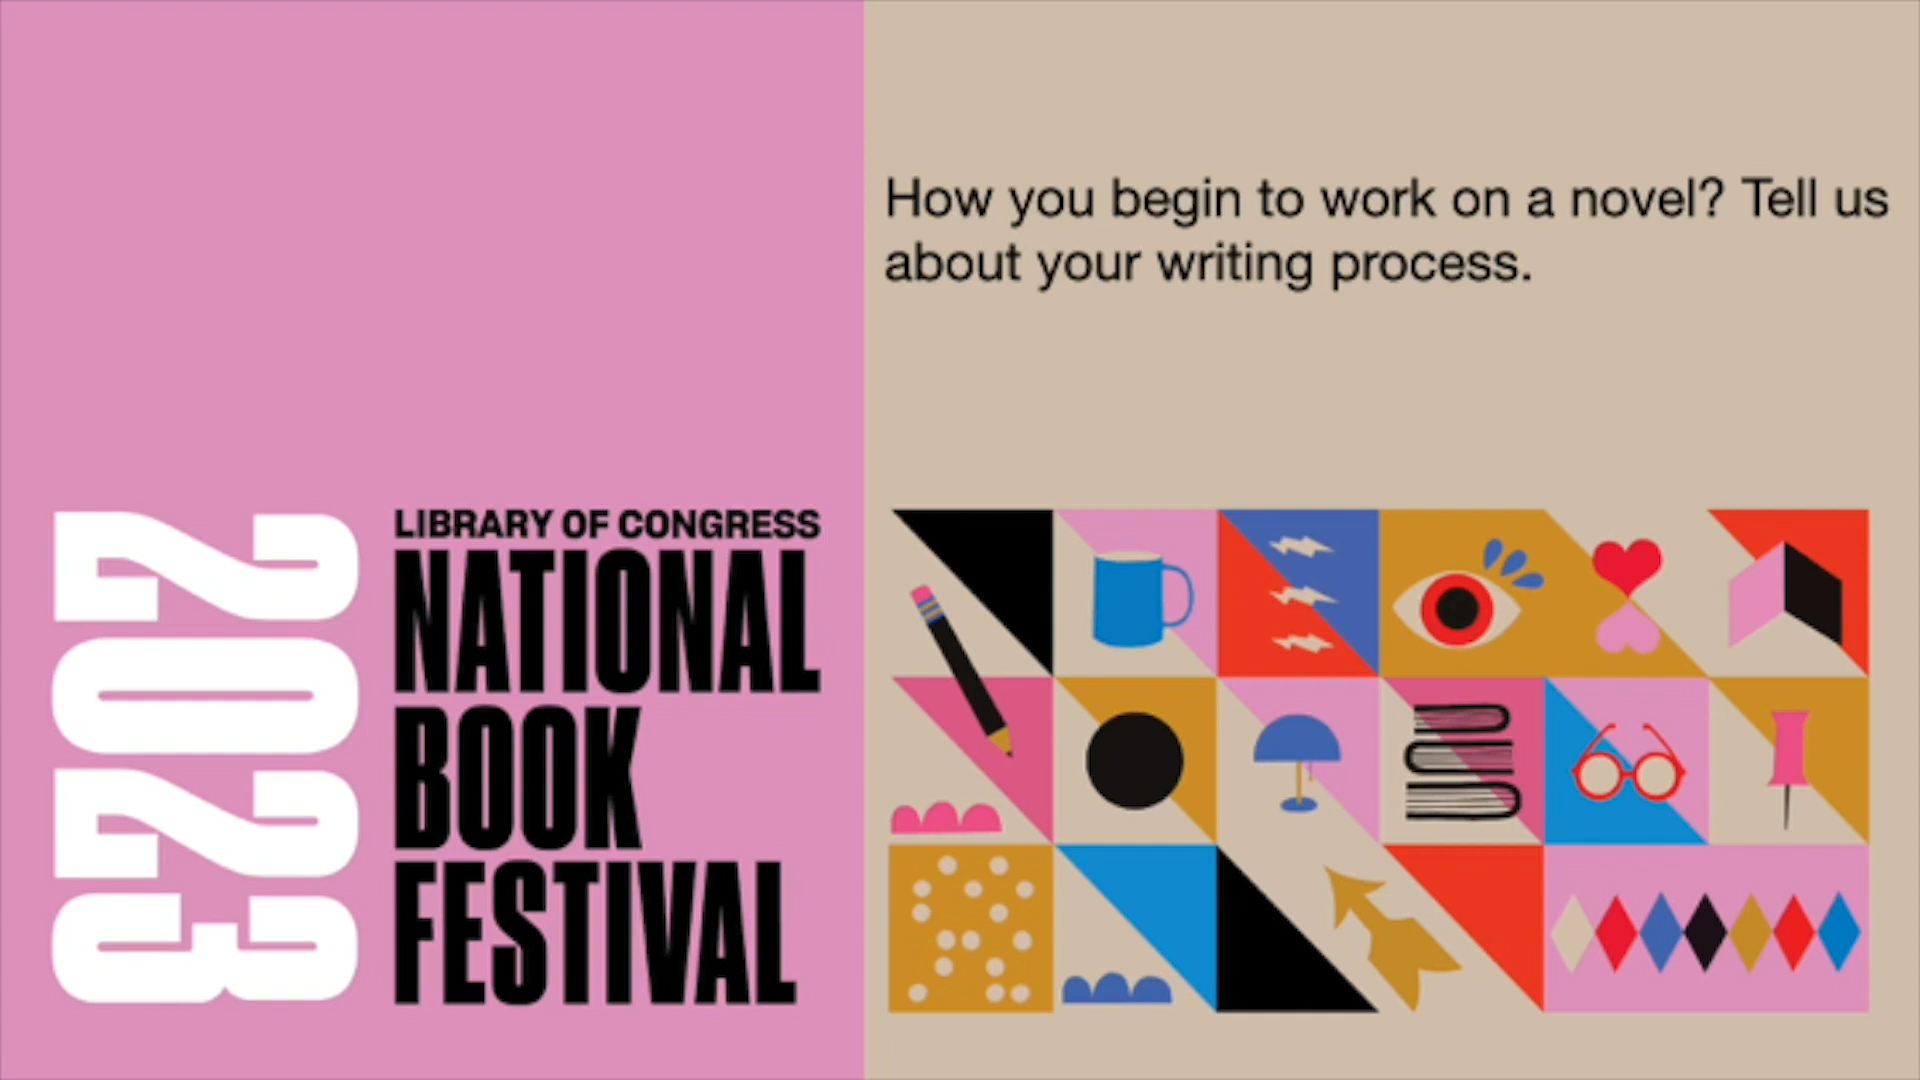 How you begin to work on a novel? Tell us
about your writing process.
2023
LIBRARY OF CONGRESS
NATIONAL
BOOK
FESTIVAL